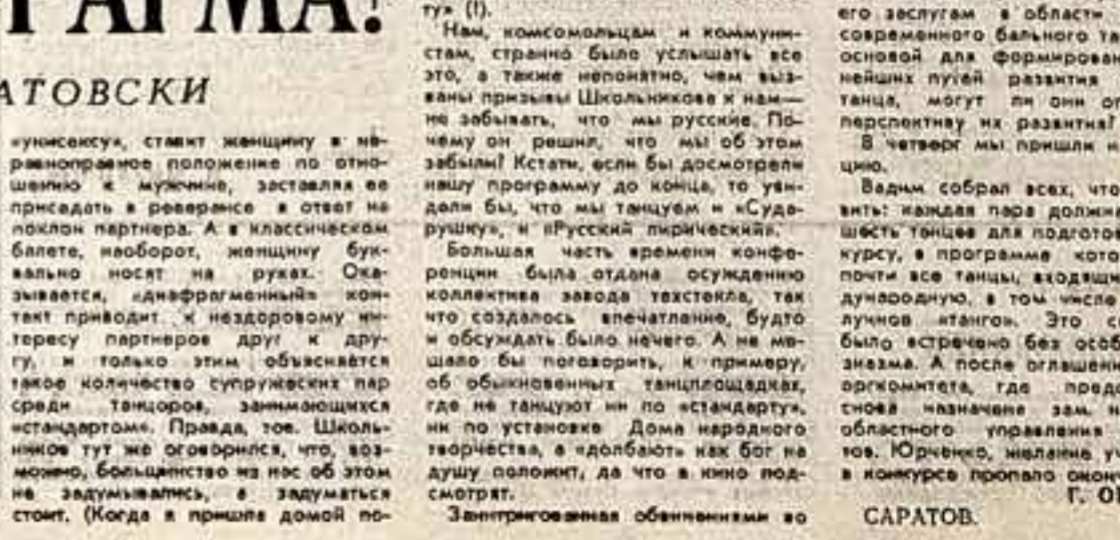 АТОВСКИ
«унисексу», ставит женщину в не-
равноправное положение по отно-
шению к мужчине, заставляя ее
приседать в реверансе в ответ на
поклон партнера. А в классическом
балете, наоборот, женщину бук-
вально носят на руках. Ока-
зывается, «диафрагменный» кон-
такт приводит к нездоровому ин-
тересу партнеров друг к дру-
гу, и только этим объясняется
такое количество супружеских пар
среди танцоров, занимающихся
«стандартом». Правда, тов. Школь-
ников тут же оговорился, что, воз-
можно, большинство из нас об этом
не задумывались, а задуматься
стоит. (Когда я пришла домой по-
ту» (!).
Нам, комсомольцам и коммуни-
стам, странно было услышать все
это, а также непонятно, чем выз-
ваны призывы Школьникова к нам—
не забывать, что мы русские. По-
чему он решил, что мы об этом
забыли? Кстати, если бы досмотрели
нашу программу до конца, то уви-
дели бы, что мы танцуем и «Суда-
рушку», и «Русский лирический».
Большая часть времени конфе-
ренции была отдана осуждению
коллектива завода техстекла, так
что создалось впечатление, будто
и обсуждать было нечего. А не ме-
шало бы поговорить, к примеру,
об обыкновенных танцплощадках,
где не танцуют ни по «стандарту»,
ни по установке Дома народного
творчества, а «долбают» как бог на
душу положит, да что в кино под-
смотрят.
Заинтригованная обвинениями во
его заслугам в области
современного бального та
основой для формирован
нейших путей развития
танца, могут ли они о
перспективу их развития?
В четверг мы пришли н
цию.
Вадим собрал всех, что
вить: каждая пара должн
шесть танцев для подготов
курсу, в программе кото
почти все танцы, входящи
дународную, в том числе
лучное «танго». Это с
было встречено без особ
знаама. А после оглашени
оргкомитета, где предс
снова назначена зам.
областного управления
тов. Юрченко, желание уч
в конкурсе пропало оконч
Г. О
САРАТОВ.